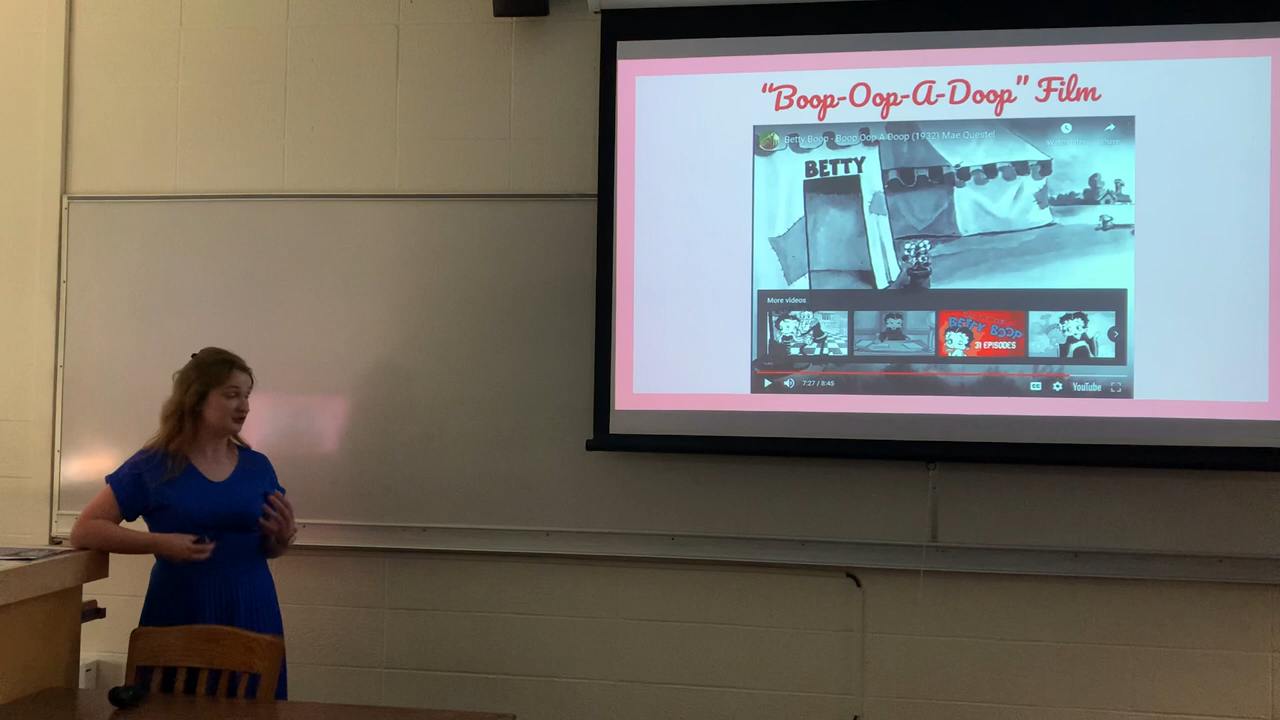 “Boop-Oop-A-Doop” Film
Betty Boop - Boop Oop A Doop (1932) Mae Questel
BETTY
More videos
BETTY BOOP
31 EPISODES
7:27 / 8:45
CC
YouTube